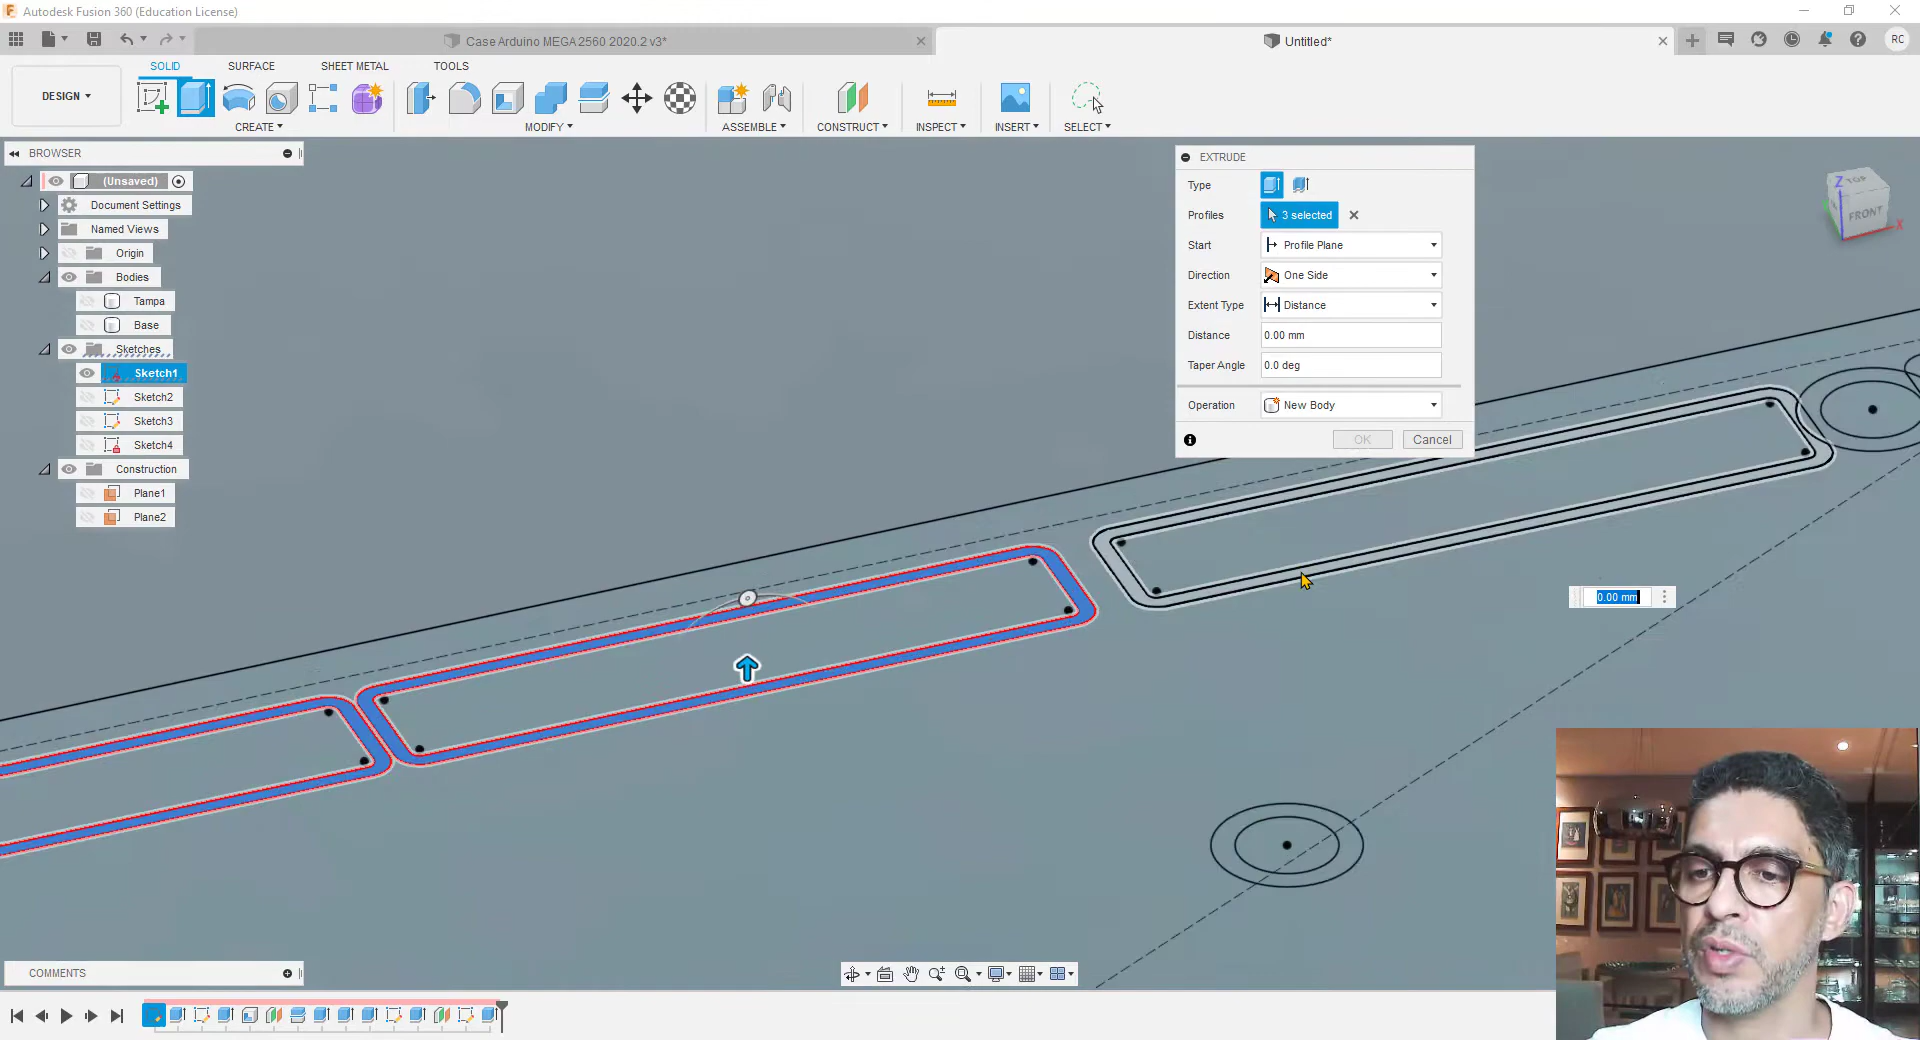 Autodesk Fusion 360 (Education License)
Case Arduino MEGA 2560 2020.2 v3*
Untitled*
RC
DESIGN
SOLID
SURFACE
SHEET METAL
TOOLS
CREATE
MODIFY
ASSEMBLE
CONSTRUCT
INSPECT
INSERT
SELECT
BROWSER
(Unsaved)
Document Settings
Named Views
Origin
Bodies
Tampa
Base
Sketches
Sketch1
Sketch2
Sketch3
Sketch4
Construction
Plane1
Plane2
EXTRUDE
Type
Profiles
3 selected
Start
Profile Plane
Direction
One Side
Extent Type
Distance
Distance
0.00 mm
Taper Angle
0.0 deg
Operation
New Body
OK
Cancel
Z
TOP
FRONT
X
0.00 mm
COMMENTS